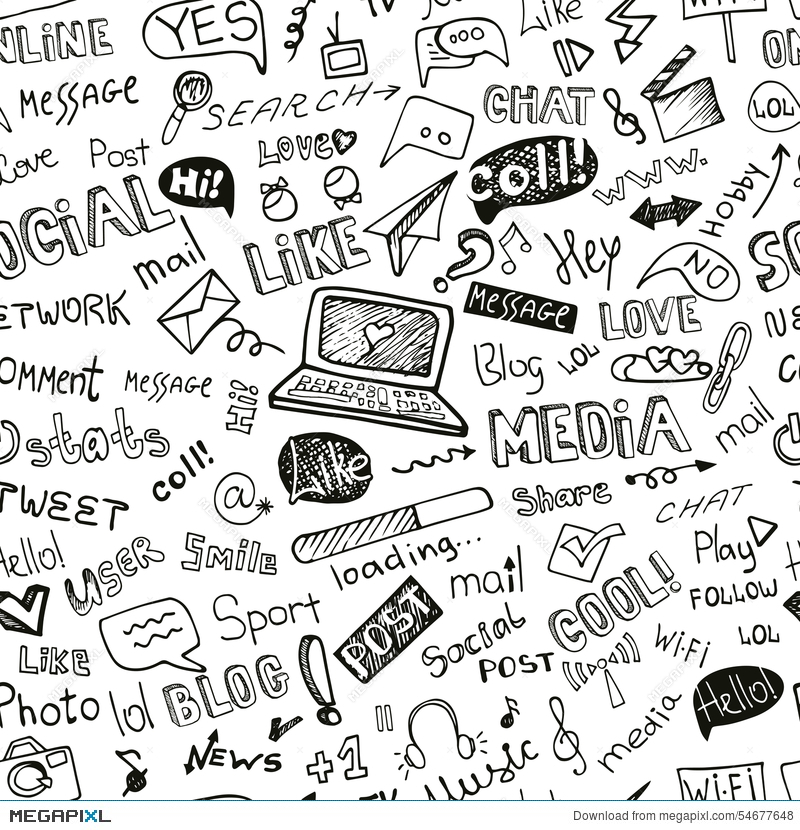 YES
Like
NLiNE
ON
MeSSAGE
SEARCH
CHAT
LOL
Love
Post
LOVE
Hi!
coll!
www.
Hobby
OCiAL
mail
LiKE
Hey
NO
SO
ETWORK
MeSSAGe
LOVE
NE
Blog
LOL
OMMent
MeSSAGE
Hi!
MEDiA
mail
stats
coll!
Like
@*
Share
CHAT
TWEET
Hello!
USER
Smile
loading...
mail
Play
FOLLOW
Sport
POST
Social
COOL!
POST
Wi-Fi
LOL
LiKe
BLOG
Hello!
Photo
lol
media
NEWS
+1
Music
Wi-Fi
MEGAPIXL
Download from megapixl.com/54677648